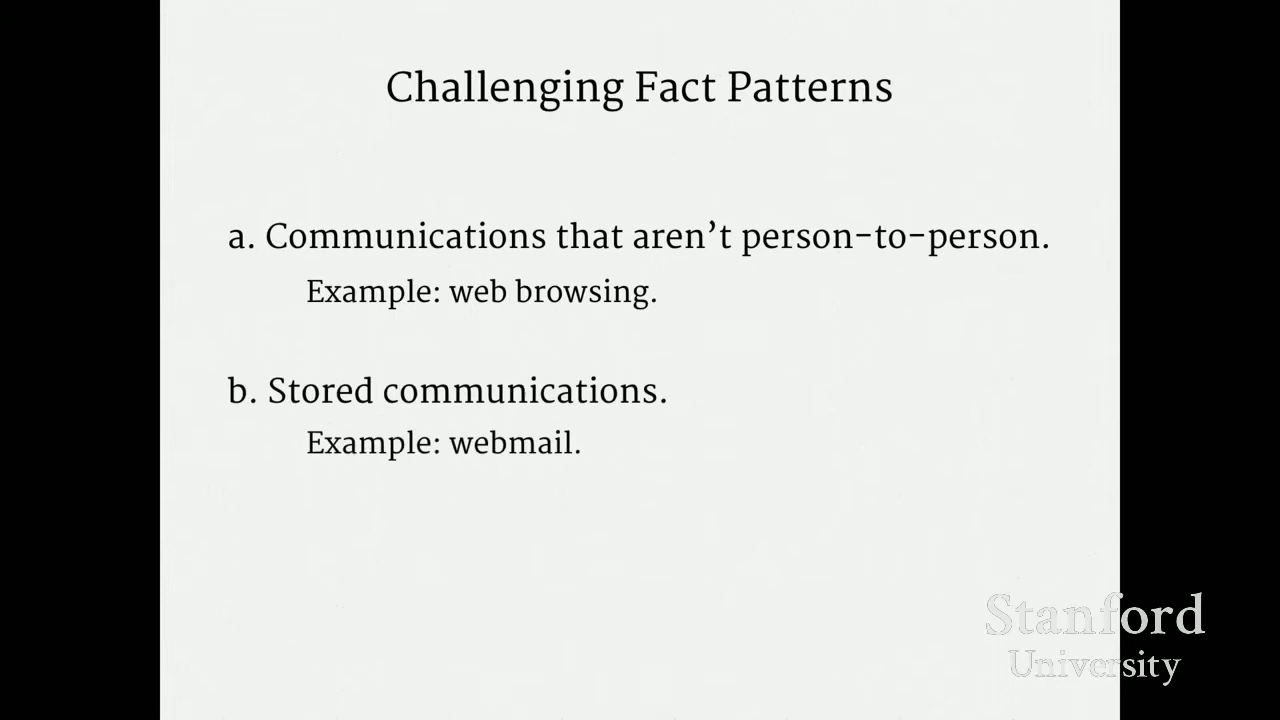 Challenging Fact Patterns
a. Communications that aren’t person-to-person.
Example: web browsing.
b. Stored communications.
Example: webmail.
Stanford
University